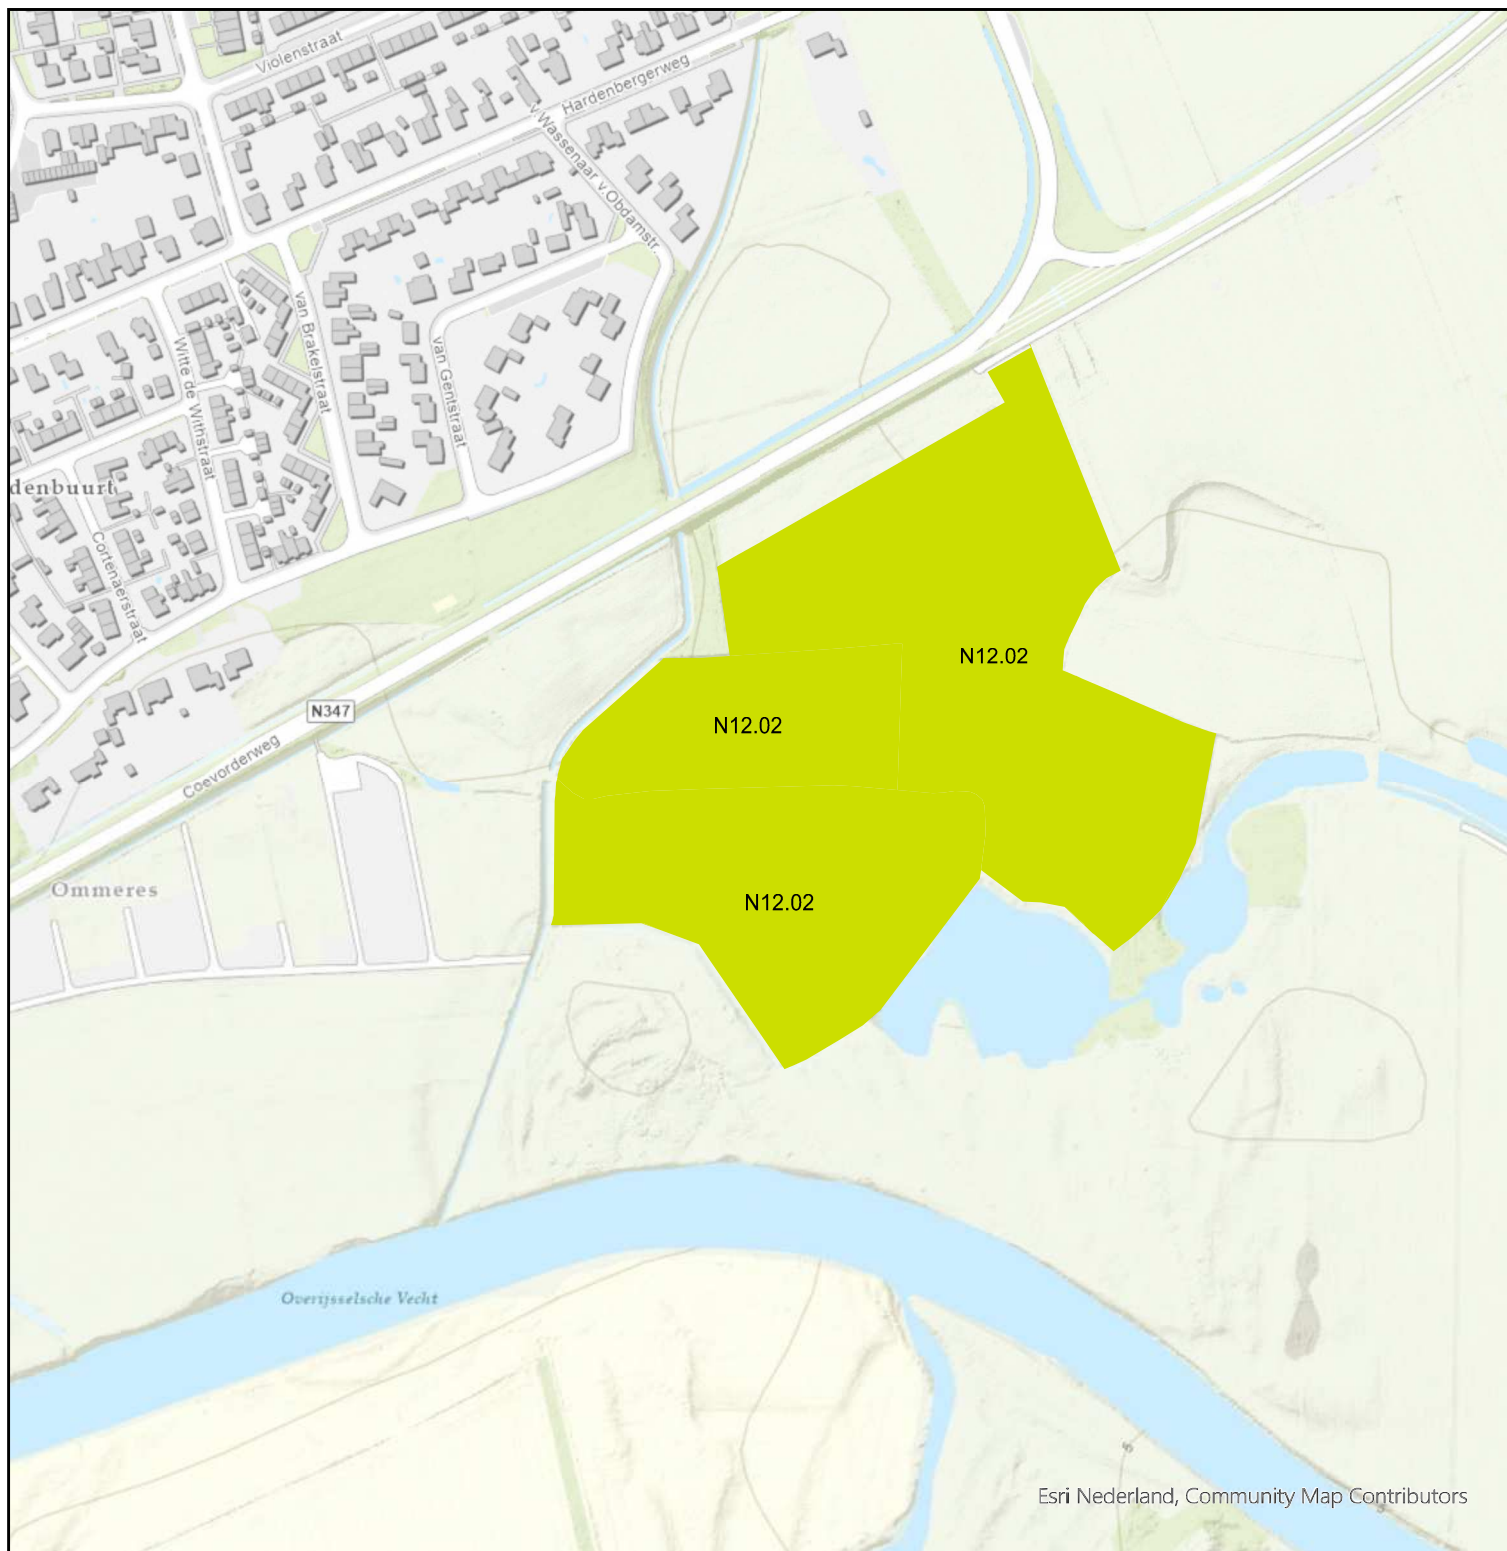 Violenstraat
Hardenbergerweg
v. Wassenaar v.Obdamstr.
van Brakelstraat
Witte de Withstraat
van Gentstraat
denbuurt
Cortenaerstraat
N12.02
N347
N12.02
Coevorderweg
Ommeres
N12.02
Overijsselsche Vecht
Esri Nederland, Community Map Contributors